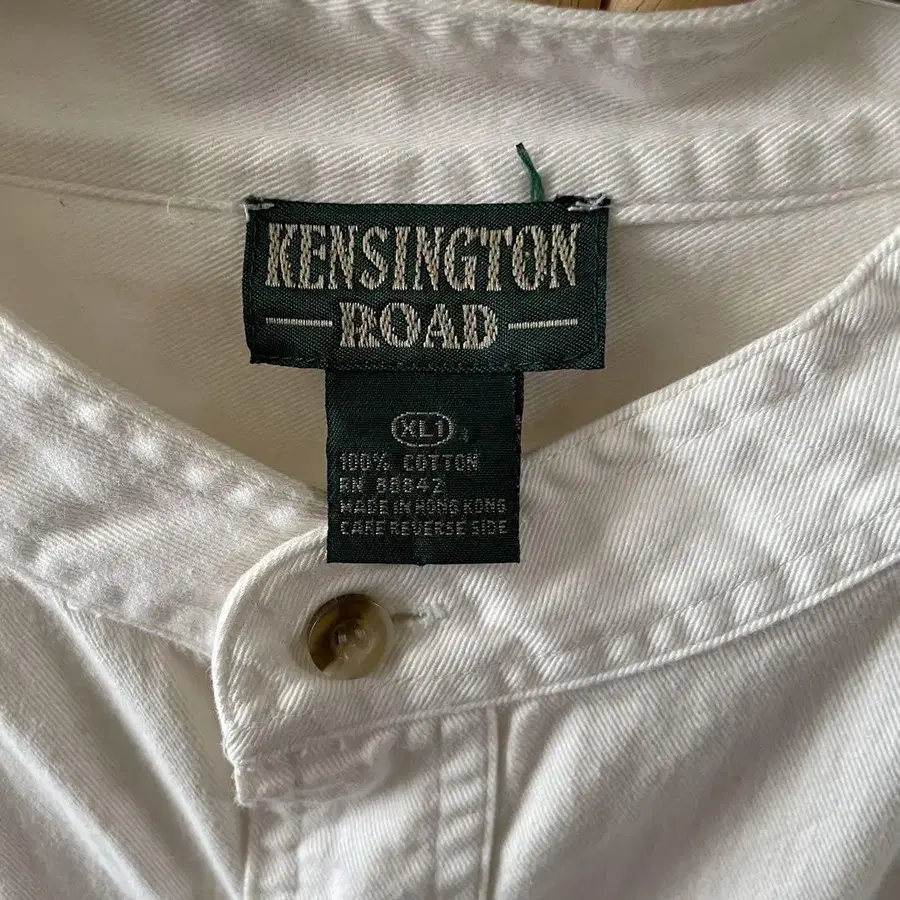 KENSINGTON
ROAD
XL1
100% COTTON
RN 88842
MADE IN HONG KONG
CARE REVERSE SIDE